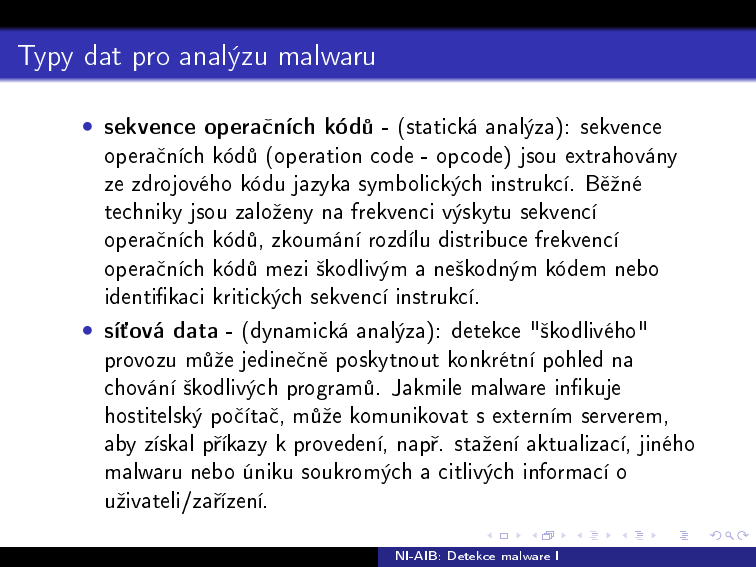 Typy dat pro analýzu malwaru
• sekvence operačních kódů - (statická analýza): sekvence
operačních kódů (operation code - opcode) jsou extrahovány
ze zdrojového kódu jazyka symbolických instrukcí. Běžné
techniky jsou založeny na frekvenci výskytu sekvencí
operačních kódů, zkoumání rozdílu distribuce frekvencí
operačních kódů mezi škodlivým a neškodným kódem nebo
identifikaci kritických sekvencí instrukcí.
• síťová data - (dynamická analýza): detekce "škodlivého"
provozu může jedinečně poskytnout konkrétní pohled na
chování škodlivých programů. Jakmile malware infikuje
hostitelský počítač, může komunikovat s externím serverem,
aby získal příkazy k provedení, např. stažení aktualizací, jiného
malwaru nebo úniku soukromých a citlivých informací o
uživateli/zařízení.
NI-AIB: Detekce malware I